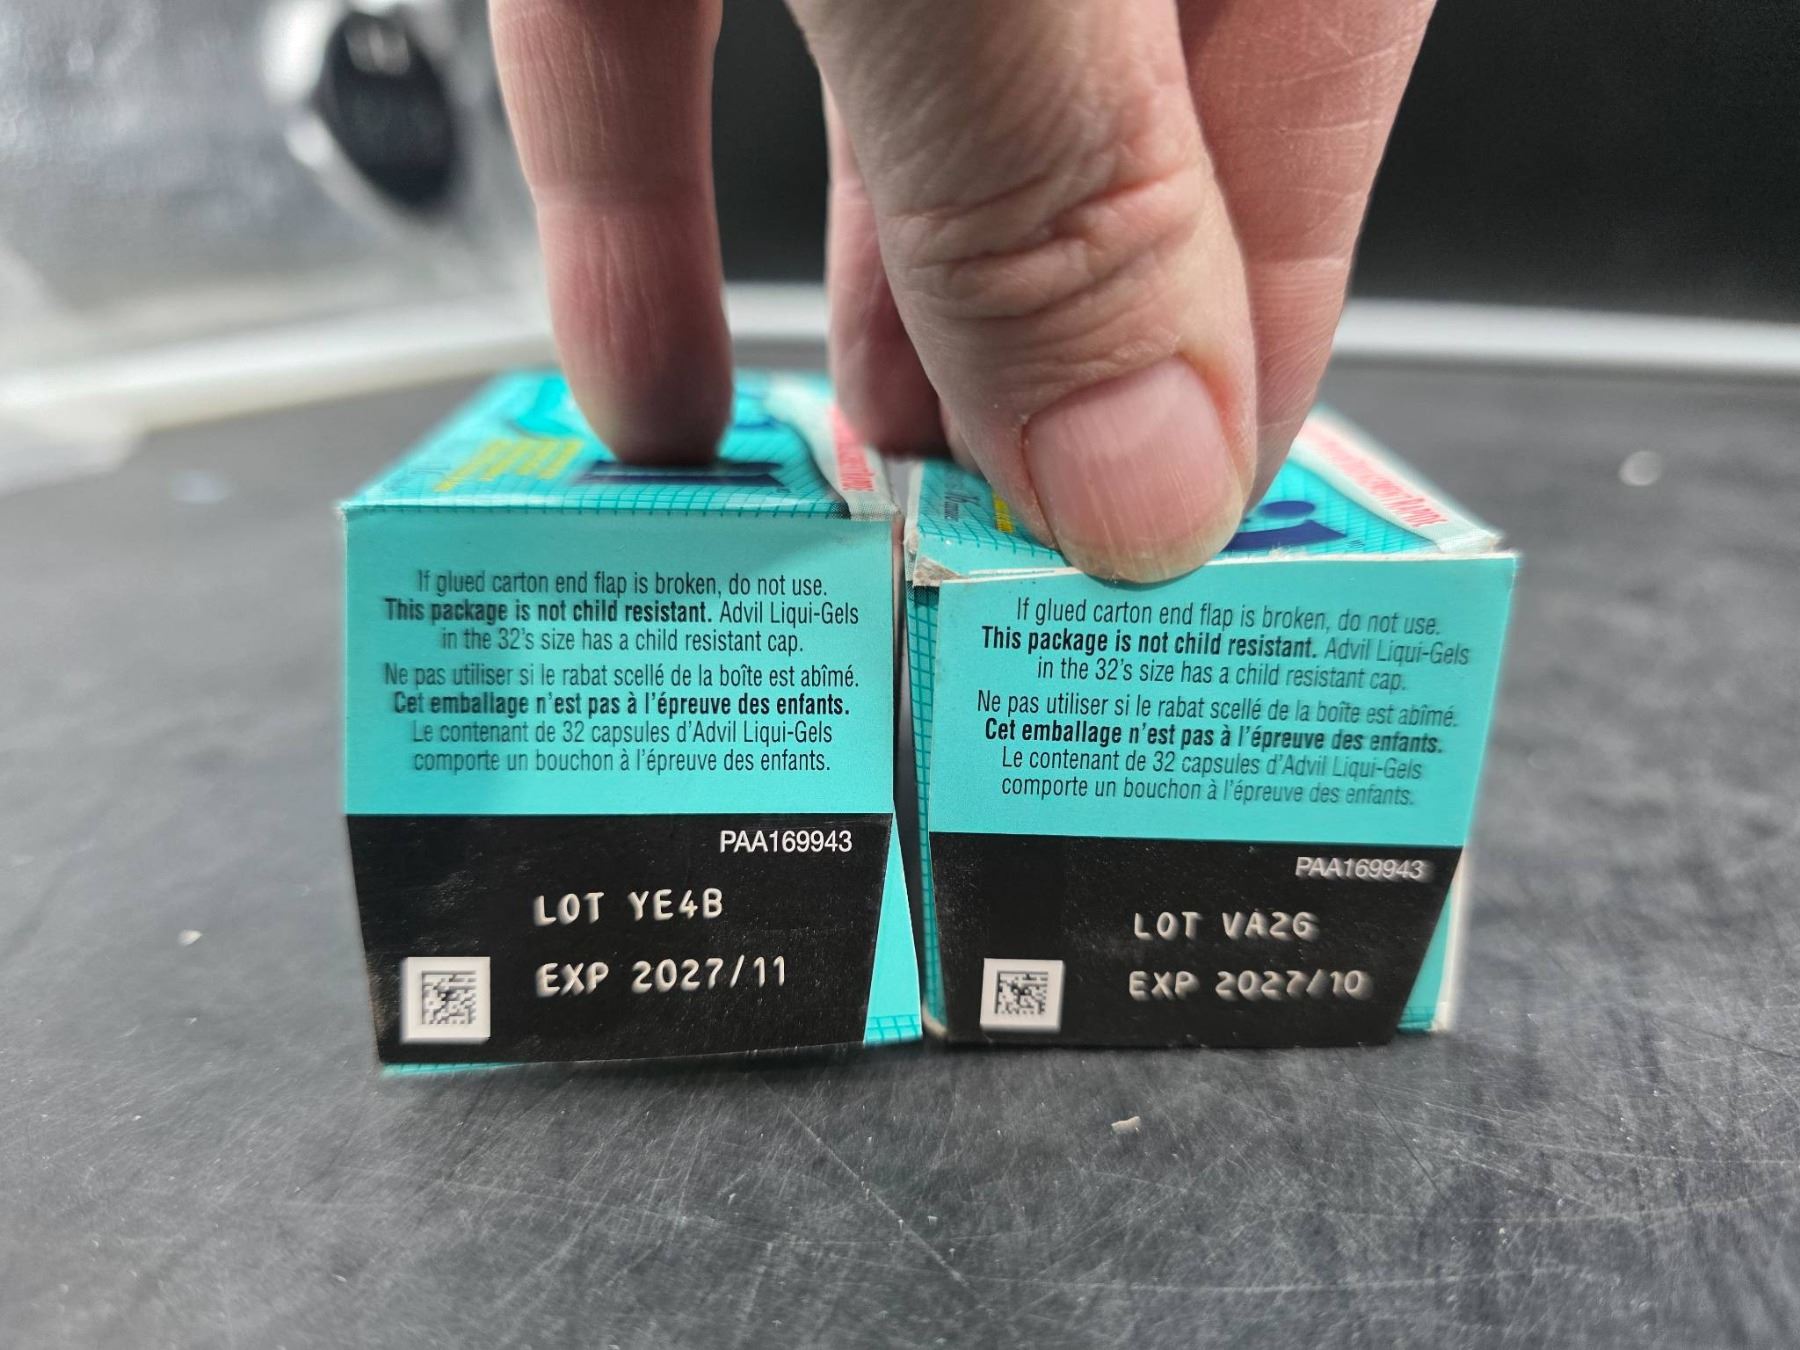 If glued carton end flap is broken, do not use.
This package is not child resistant. Advil Liqui-Gels
in the 32's size has a child resistant cap.
Ne pas utiliser si le rabat scellé de la boîte est abîmé.
Cet emballage n'est pas à l'épreuve des enfants.
Le contenant de 32 capsules d'Advil Liqui-Gels
comporte un bouchon à l'épreuve des enfants.
PAA169943
LOT YE4B
EXP 2027/11
If glued carton end flap is broken, do not use.
This package is not child resistant. Advil Liqui-Gels
in the 32's size has a child resistant cap.
Ne pas utiliser si le rabat scellé de la boîte est abîmé.
Cet emballage n'est pas à l'épreuve des enfants.
Le contenant de 32 capsules d'Advil Liqui-Gels
comporte un bouchon à l'épreuve des enfants.
PAA169943
LOT VA26
EXP 2027/10